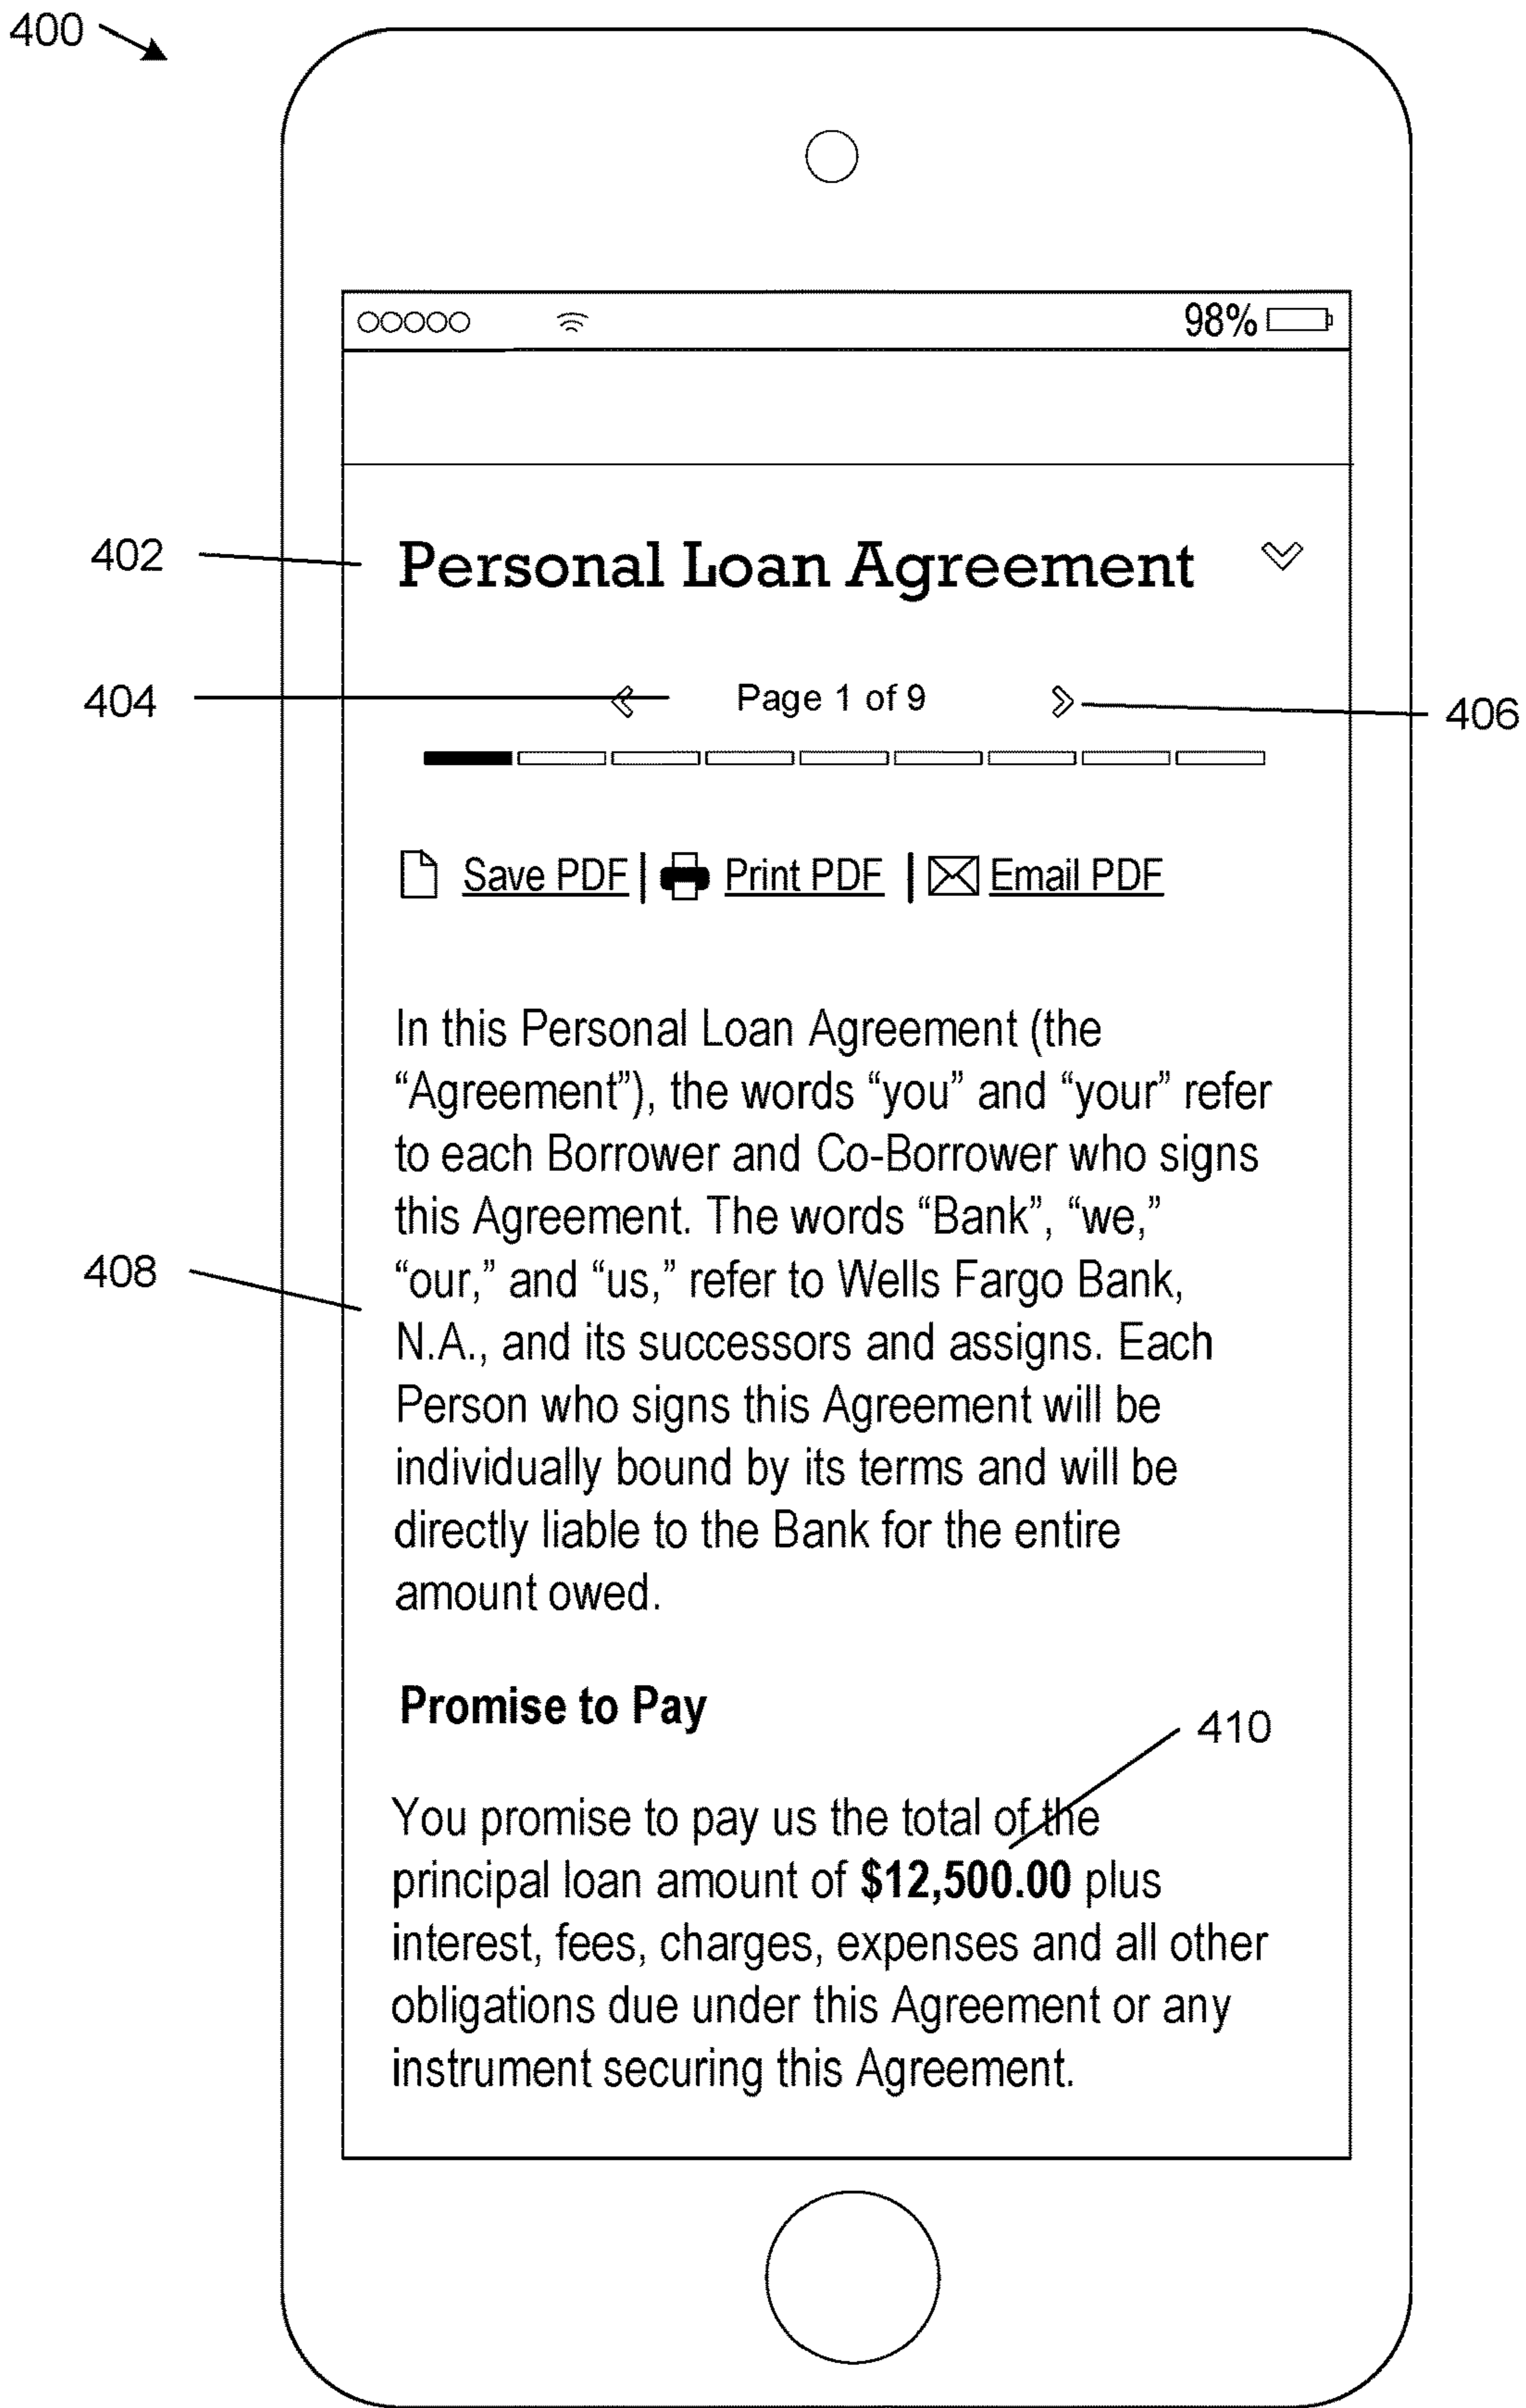 400
98%
402
Personal Loan Agreement
404
Page 1 of 9
406
Save PDF | Print PDF | Email PDF
In this Personal Loan Agreement (the
“Agreement”), the words “you” and “your” refer
to each Borrower and Co-Borrower who signs
this Agreement. The words “Bank”, “we,”
408
“our,” and “us,” refer to Wells Fargo Bank,
N.A., and its successors and assigns. Each
Person who signs this Agreement will be
individually bound by its terms and will be
directly liable to the Bank for the entire
amount owed.
Promise to Pay
410
You promise to pay us the total of the
principal loan amount of $12,500.00 plus
interest, fees, charges, expenses and all other
obligations due under this Agreement or any
instrument securing this Agreement.